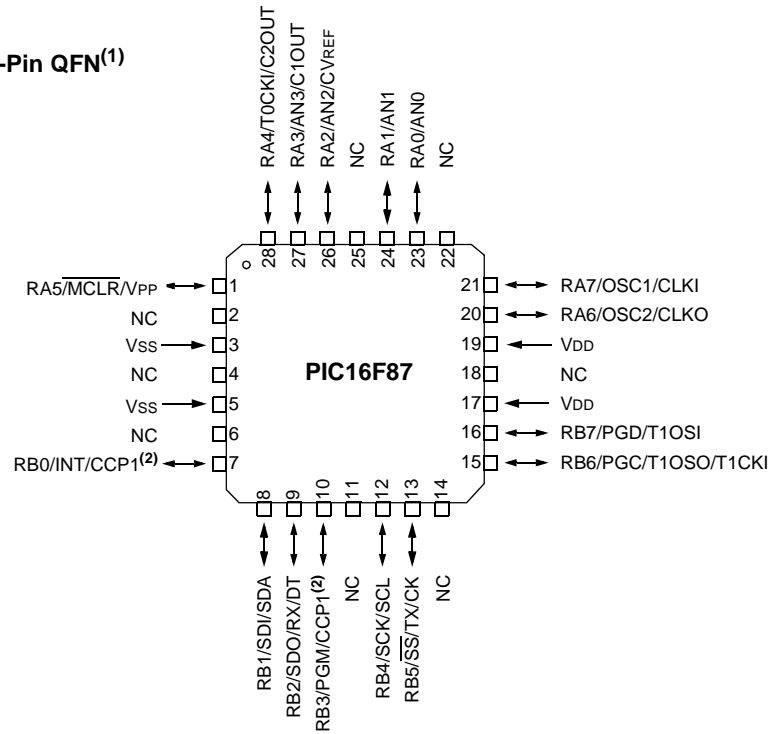 -Pin QFN(1)
RA4/T0CKI/C2OUT
RA3/AN3/C1OUT
RA2/AN2/CVREF
NC
RA1/AN1
RA0/AN0
NC
28
27
26
25
24
23
22
RA5/MCLR/VPP
1
NC
2
VSS
3
NC
4
VSS
5
NC
6
RB0/INT/CCP1(2)
7
PIC16F87
21
RA7/OSC1/CLKI
20
RA6/OSC2/CLKO
19
VDD
18
NC
17
VDD
16
RB7/PGD/T1OSI
15
RB6/PGC/T1OSO/T1CKI
8
9
10
11
12
13
14
RB1/SDI/SDA
RB2/SDO/RX/DT
RB3/PGM/CCP1(2)
NC
RB4/SCK/SCL
RB5/SS/TX/CK
NC